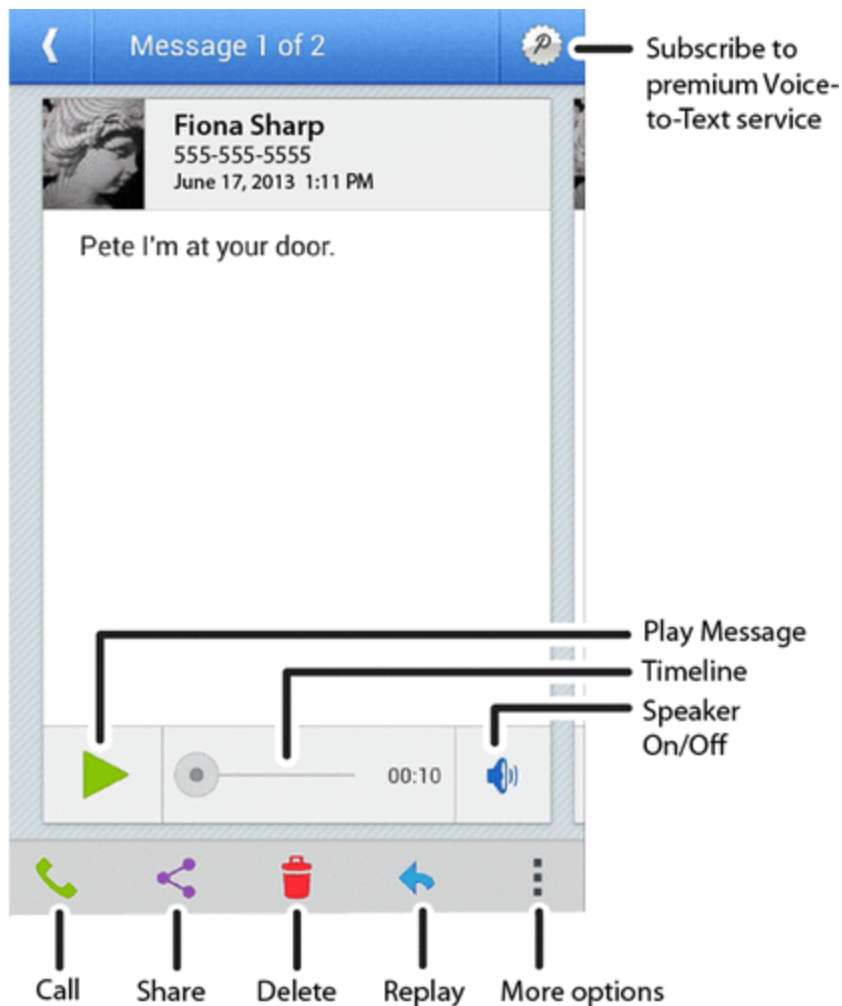 Message 1 of 2
P
Subscribe to
premium Voice-
to-Text service
Fiona Sharp
555-555-5555
June 17, 2013 1:11 PM
Pete I'm at your door.
Play Message
Timeline
Speaker
On/Off
00:10
Call Share Delete Replay More options